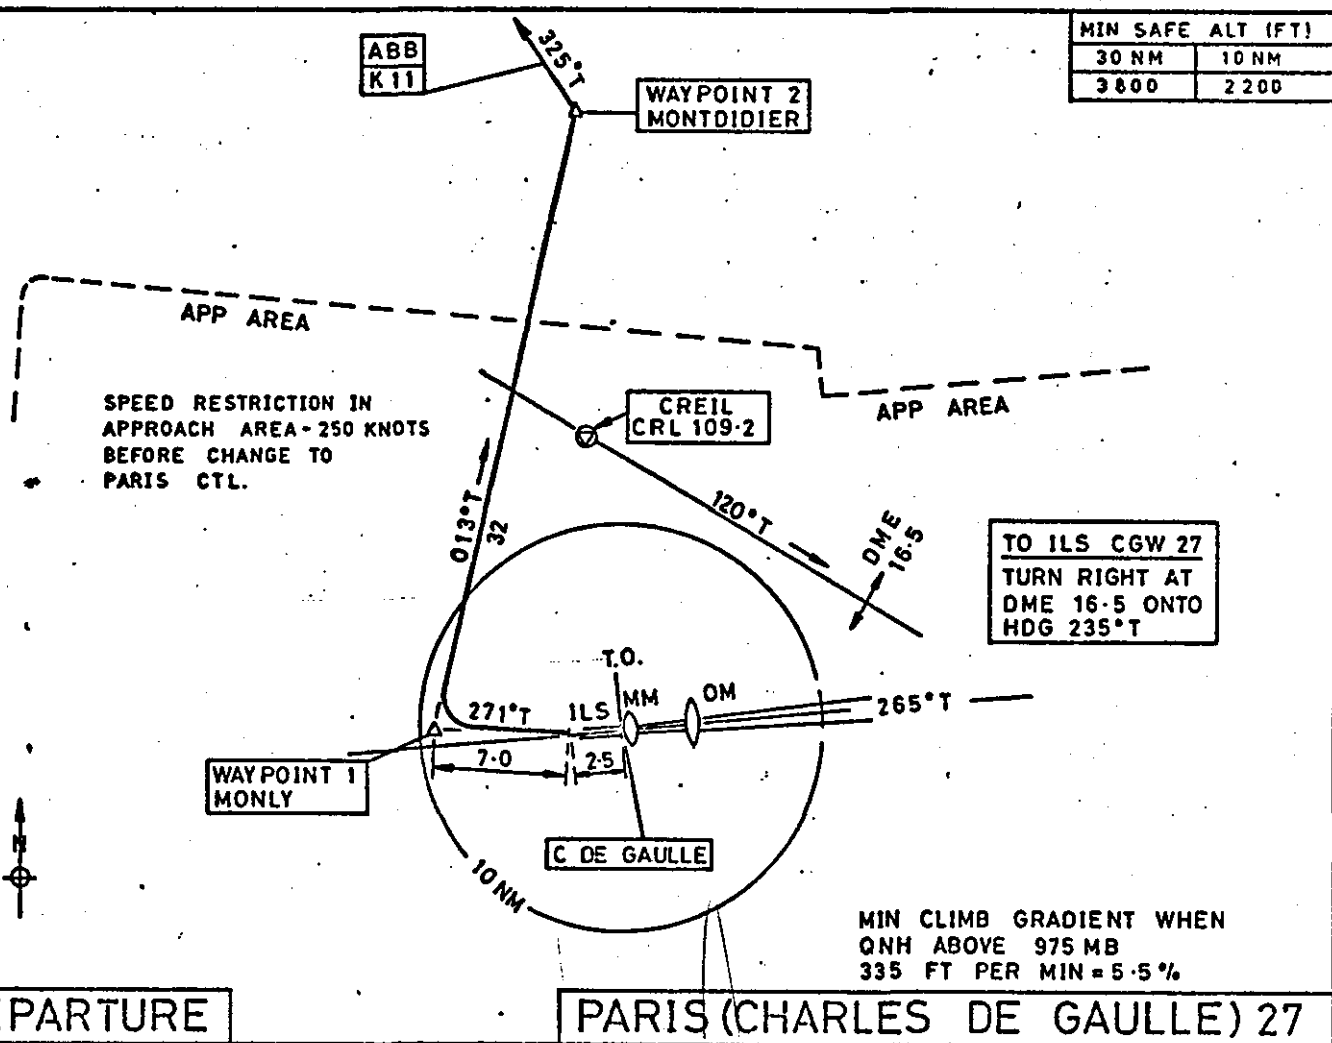 MIN SAFE ALT (FT)
30 NM 10 NM
3800 2200
ABB
K 11
325°T
WAYPOINT 2
MONTDIDIER
APP AREA
SPEED RESTRICTION IN
APPROACH AREA - 250 KNOTS
BEFORE CHANGE TO
PARIS CTL.
CREIL
CRL 109·2
APP AREA
013°T
32
120°T
DME
16·5
TO ILS CGW 27
TURN RIGHT AT
DME 16·5 ONTO
HDG 235°T
T.O.
271°T ILS MM OM
265°T
7·0 2·5
WAYPOINT 1
MONLY
N
C DE GAULLE
10 NM
MIN CLIMB GRADIENT WHEN
QNH ABOVE 975 MB
335 FT PER MIN = 5·5 %
EPARTURE
PARIS (CHARLES DE GAULLE) 27